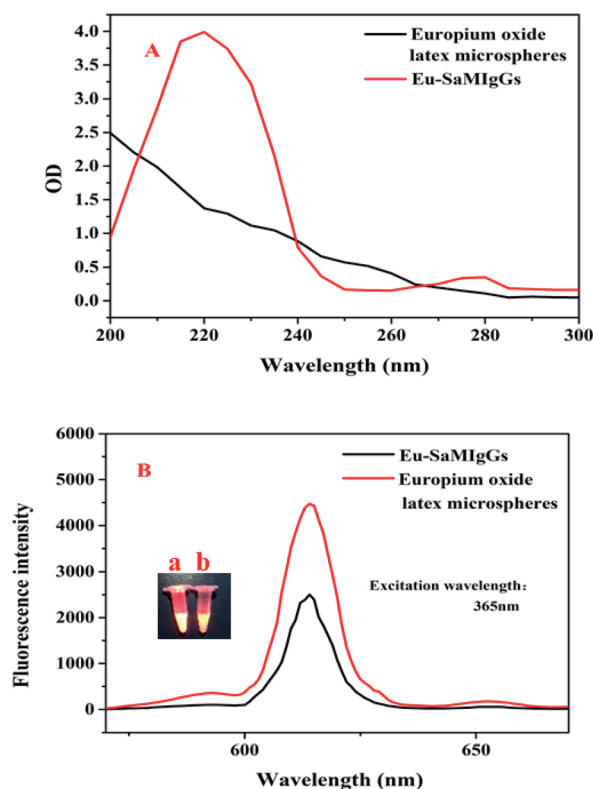 A
Europium oxide
latex microspheres
Eu-SaMIgGs
OD
4.0
3.5
3.0
2.5
2.0
1.5
1.0
0.5
0.0
200 220 240 260 280 300
Wavelength (nm)
B
Eu-SaMIgGs
Europium oxide
latex microspheres
a b
Excitation wavelength:
365nm
Fluorescence intensity
6000
5000
4000
3000
2000
1000
0
600 650
Wavelength (nm)